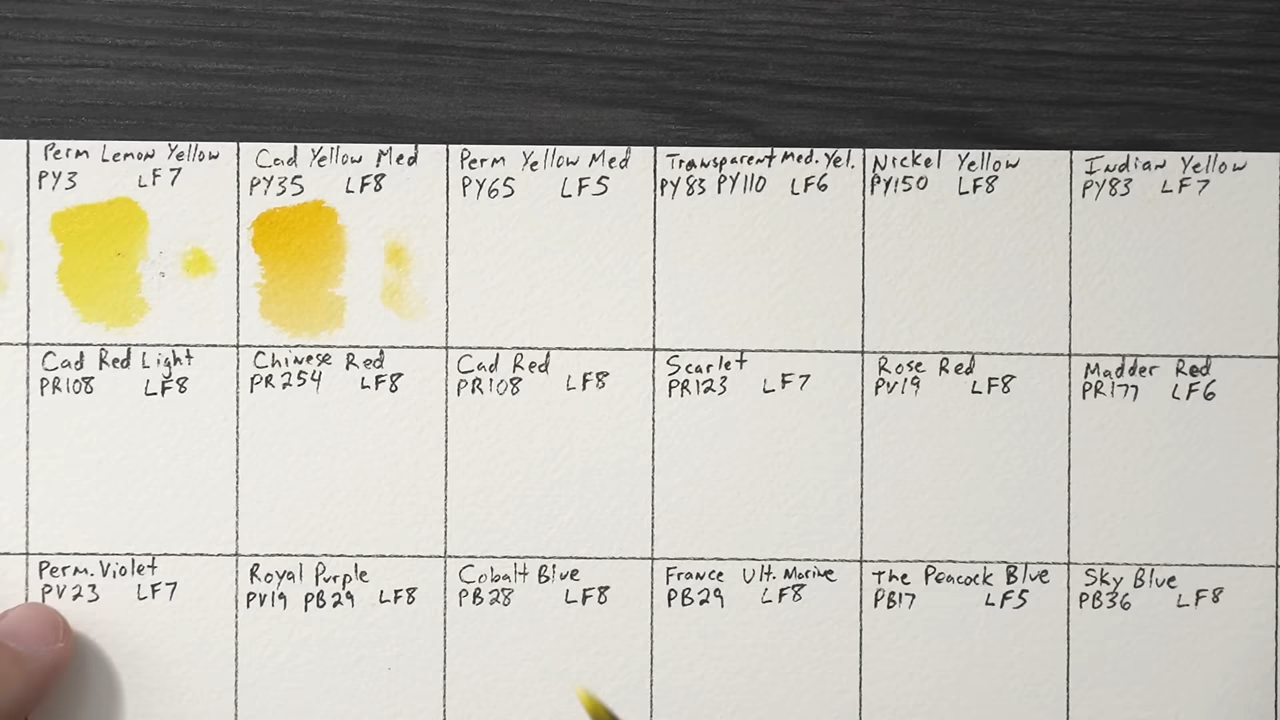 Perm Lemon Yellow
PY3 LF7
Cad Yellow Med
PY35 LF8
Perm Yellow Med
PY65 LF5
Transparent Med. Yel.
PY83 PY110 LF6
Nickel Yellow
PY150 LF8
Indian Yellow
PY83 LF7
Cad Red Light
PR108 LF8
Chinese Red
PR254 LF8
Cad Red
PR108 LF8
Scarlet
PR123 LF7
Rose Red
PV19 LF8
Madder Red
PR177 LF6
Perm. Violet
PV23 LF7
Royal Purple
PV19 PB29 LF8
Cobalt Blue
PB28 LF8
France Ult. Marine
PB29 LF8
The Peacock Blue
PB17 LF5
Sky Blue
PB36 LF8